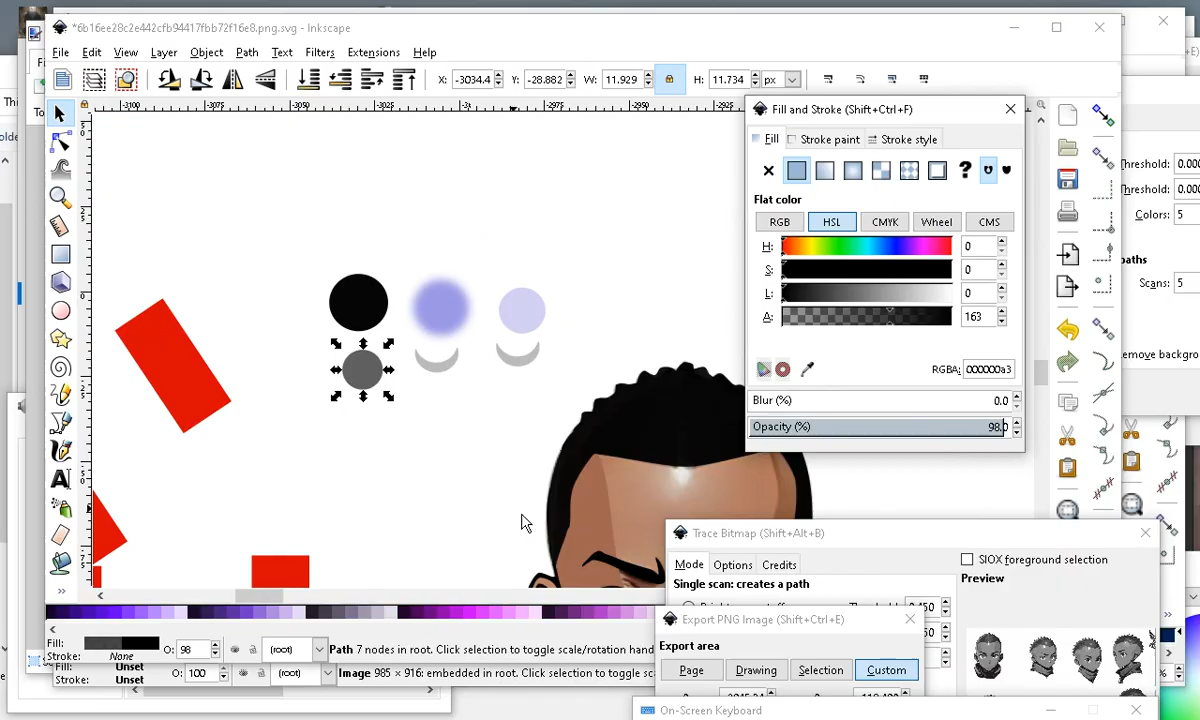 *6b16ee28c2e442cfb94417fbb72f16e8.png.svg - Inkscape
File Edit View Layer Object Path Text Filters Extensions Help
X: -3034.4 Y: -28.882 W: 11.929 H: 11.734 px
Fill and Stroke (Shift+Ctrl+F)
Fill Stroke paint Stroke style
Flat color
RGB HSL CMYK Wheel CMS
H: 0
S: 0
L: 0
A: 163
RGBA: 000000a3
Blur (%) 0.0
Opacity (%) 98.0
Threshold: 0.000
Threshold: 0.000
Colors: 5
Scans: 5
Trace Bitmap (Shift+Alt+B)
Mode Options Credits
SIOX foreground selection
Single scan: creates a path
Preview
Export PNG Image (Shift+Ctrl+E)
Export area
Page Drawing Selection Custom
Fill: O: 98 (root) Path 7 nodes in root. Click selection to toggle scale/rotation hand
Stroke: None
Fill: Unset
Stroke: Unset O: 100 (root) Image 985 × 916: embedded in root. Click selection to toggle sc
On-Screen Keyboard